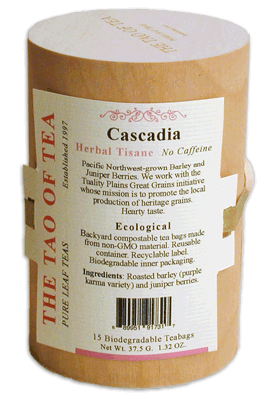 THE TAO OF TEA
Cascadia
Herbal Tisane No Caffeine
Pacific Northwest-grown Barley and
Juniper Berries. We work with the
Tuality Plains Great Grains initiative
whose mission is to promote the local
production of heritage grains.
Hearty taste.
Ecological
Backyard compostable tea bags made
from non-GMO material. Reusable
container. Recyclable label.
Biodegradable inner packaging.
Ingredients: Roasted barley (purple
karma variety) and juniper berries.
15 Biodegradable Teabags
Net Wt. 37.5 G. 1.32 OZ.
THE TAO OF TEA
Established 1997
PURE LEAF TEAS